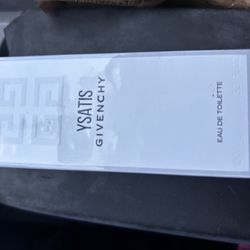 YSATIS
GIVENCHY
EAU DE TOILETTE